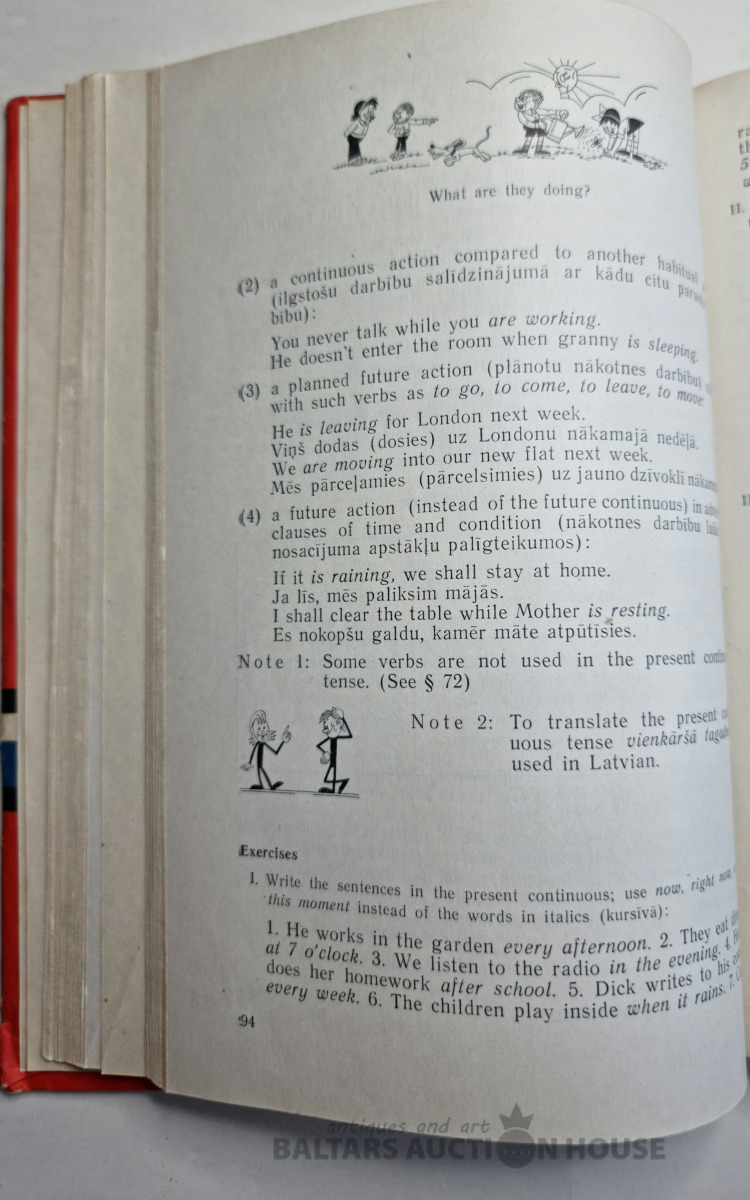 What are they doing?
(2) a continuous action compared to another habitual
(ilgstošu darbību salīdzinājumā ar kādu citu
bību):
You never talk while you are working.
He doesn't enter the room when granny is sleeping.
(3) a planned future action (plānotu nākotnes darbību)
with such verbs as to go, to come, to leave, to move:
He is leaving for London next week.
Viņš dodas (dosies) uz Londonu nākamajā nedēļā.
We are moving into our new flat next week.
Mēs pārceļamies (pārcelsimies) uz jauno dzīvokli
(4) a future action (instead of the future continuous) in
clauses of time and condition (nākotnes darbību
nosacījuma apstākļu palīgteikumos):
If it is raining, we shall stay at home.
Ja līs, mēs paliksim mājās.
I shall clear the table while Mother is resting.
Es nokopšu galdu, kamēr māte atpūtīsies.
Note 1: Some verbs are not used in the present
tense. (See § 72)
Note 2: To translate the present
uous tense vienkāršā
used in Latvian.
Exercises
I. Write the sentences in the present continuous; use now, right now,
this moment instead of the words in italics (kursīvā):
1. He works in the garden every afternoon. 2. They eat
at 7 o'clock. 3. We listen to the radio in the evening. 4.
does her homework after school. 5. Dick writes to his
every week. 6. The children play inside when it rains. 7.
94
II.
antiques and art
BALTARS AUCTION HOUSE